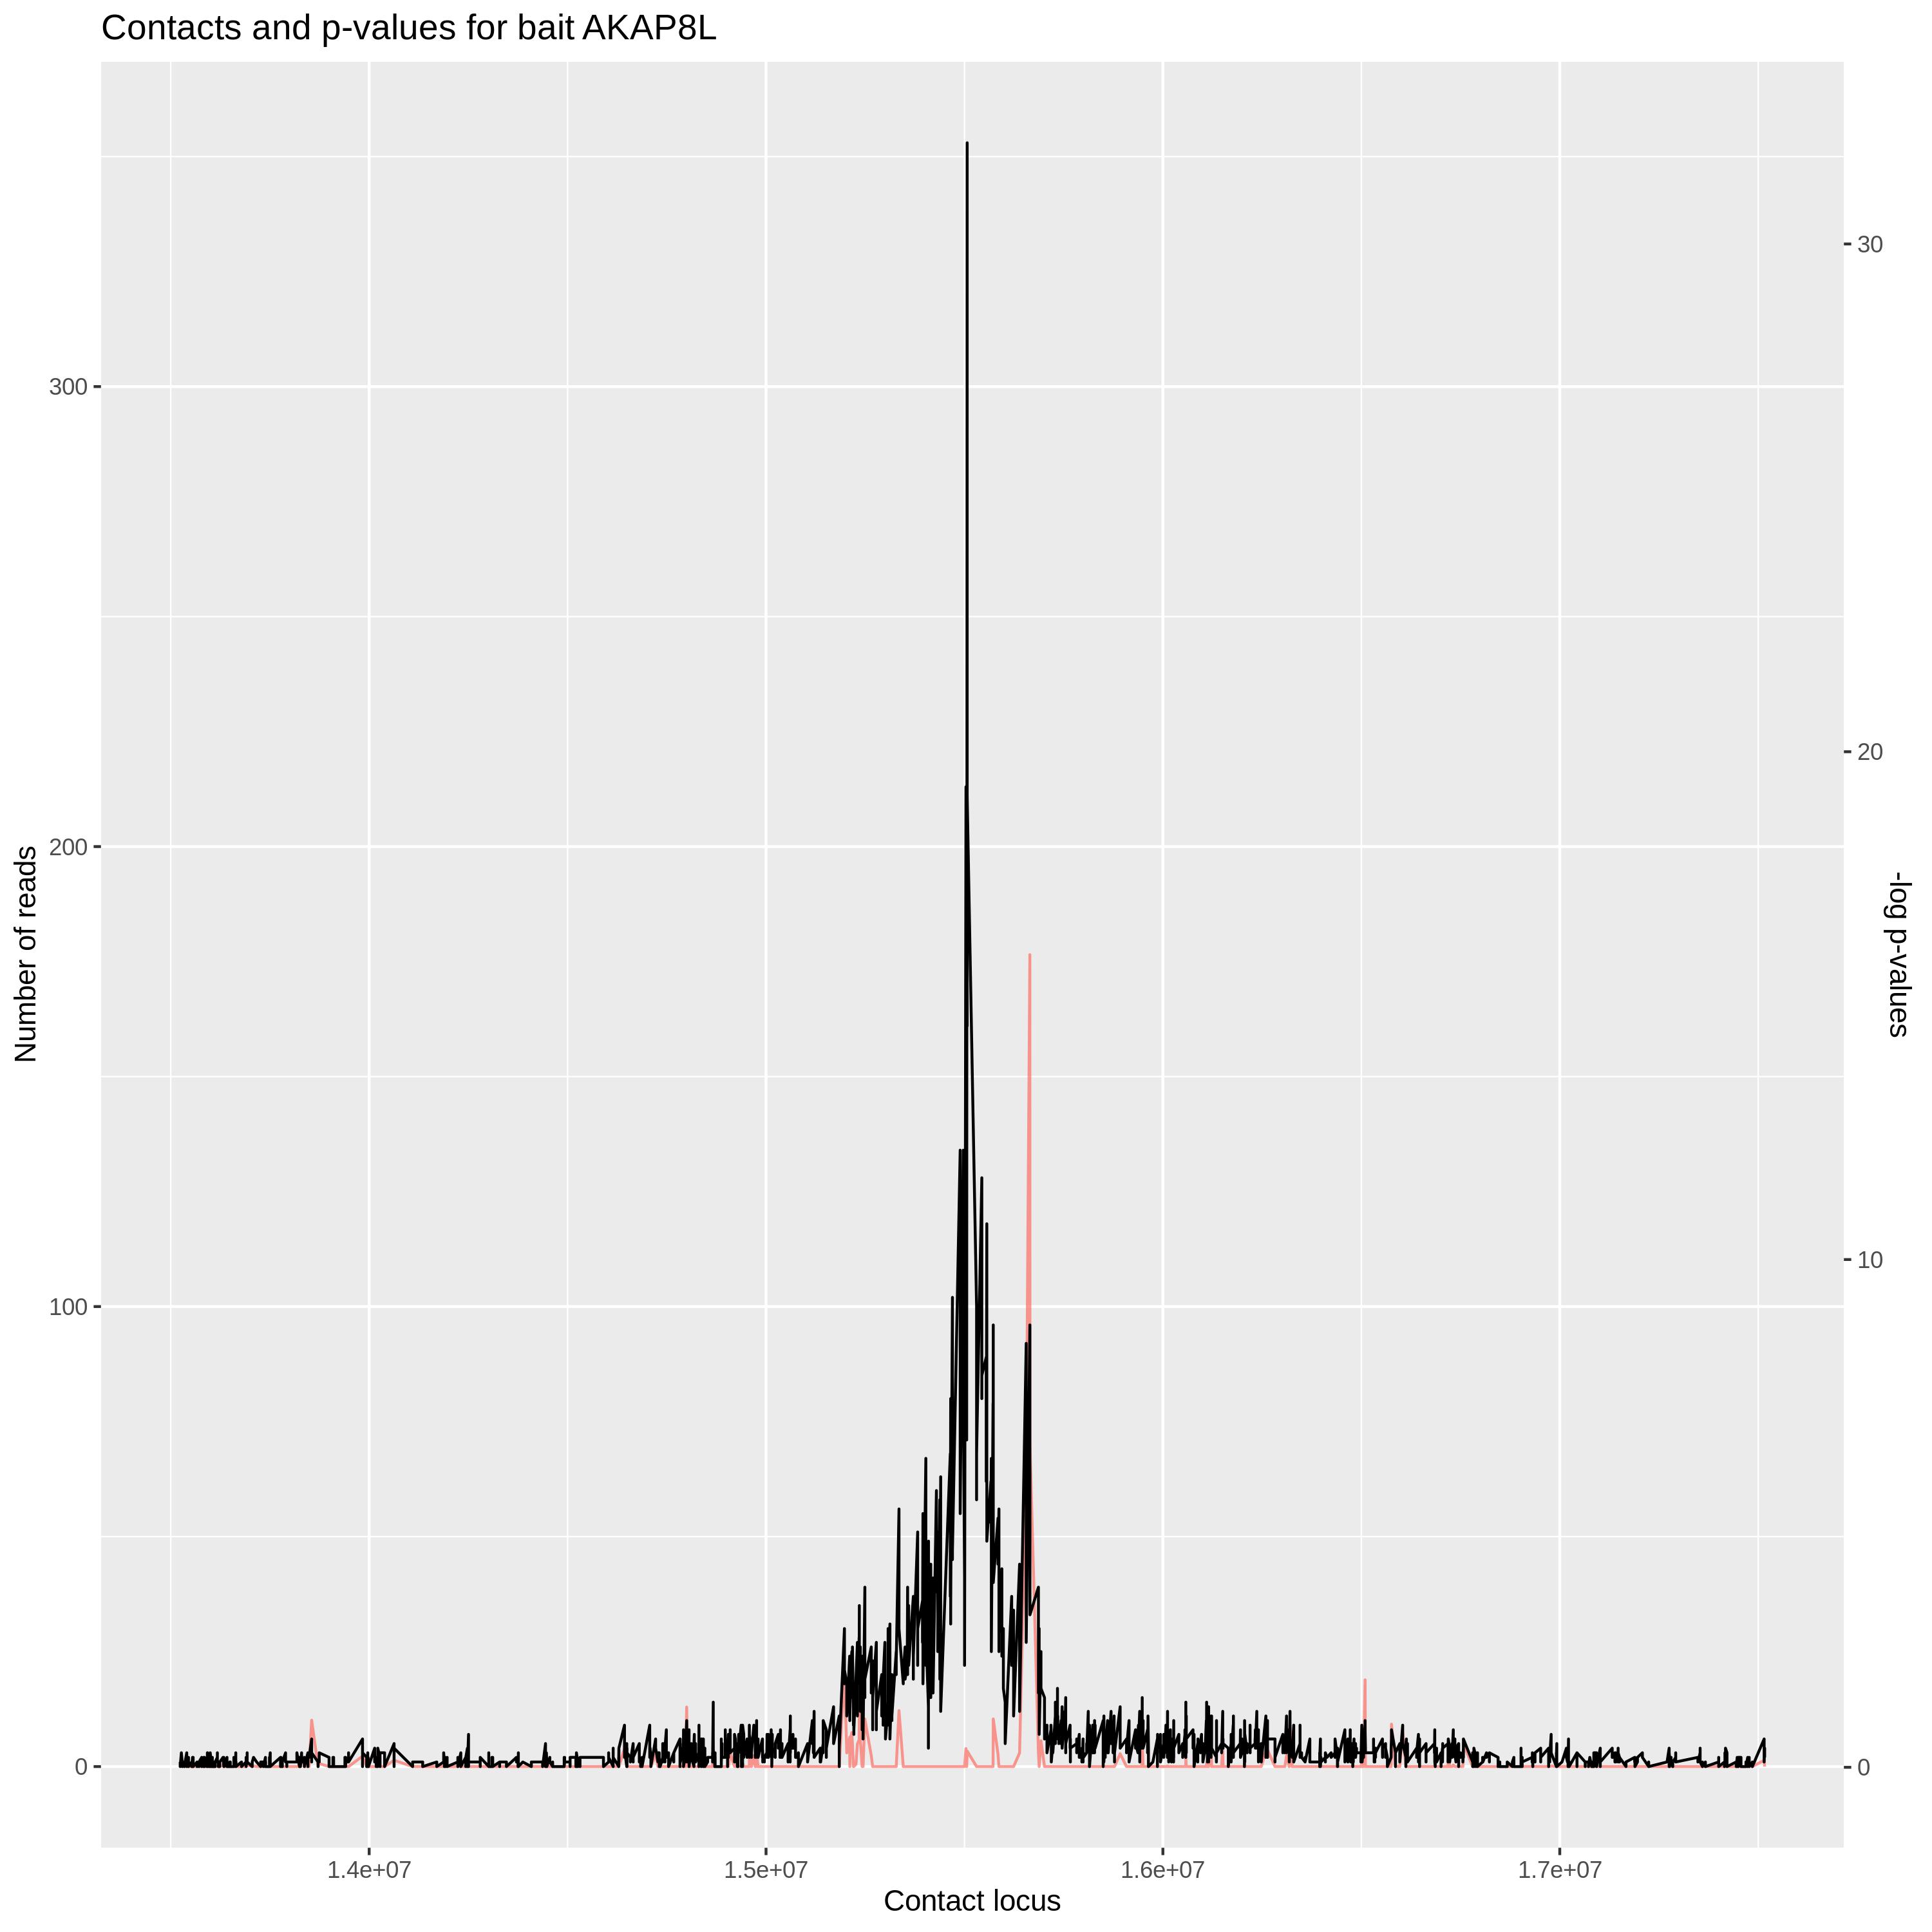 Contacts and p-values for bait AKAP8L
Number of reads
300
200
100
0
30
20
10
0
-log p-values
1.4e+07
1.5e+07
1.6e+07
1.7e+07
Contact locus